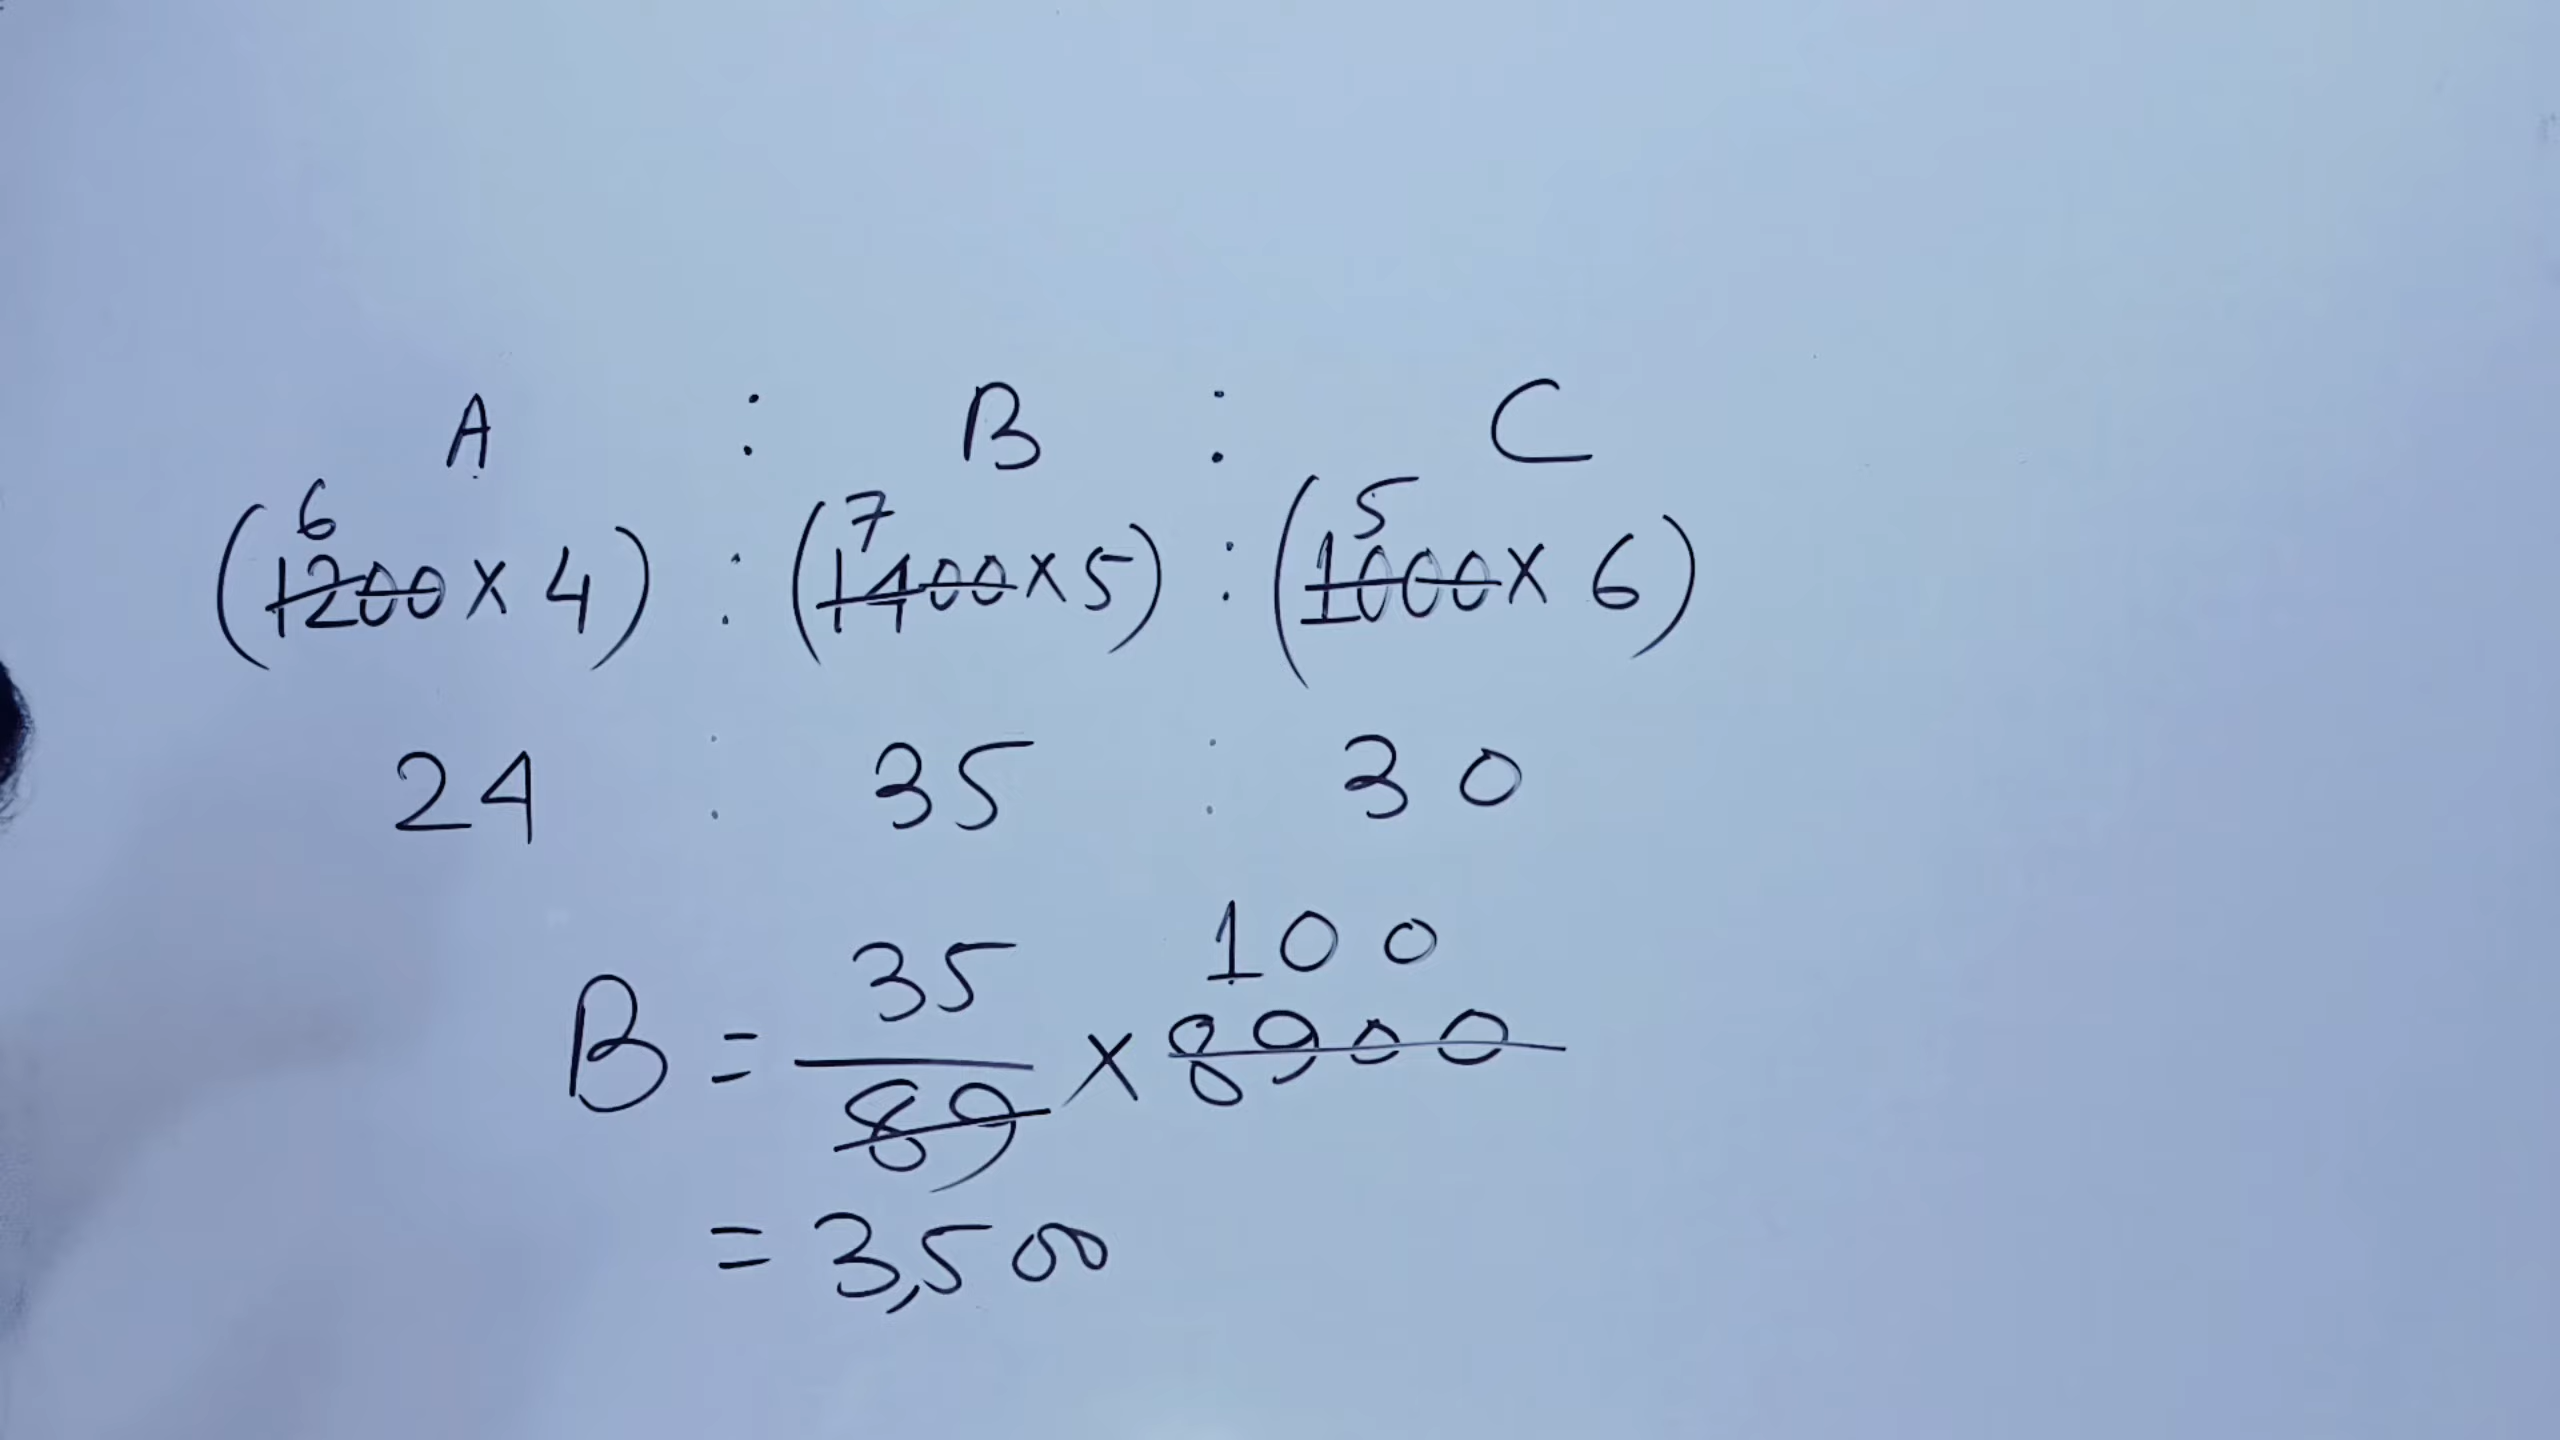 A : B : C
6 7 5
(1200 × 4) : (1400 × 5) : (1000 × 6)
24 : 35 : 30
35 100
B = — × 8900
89
= 3,500